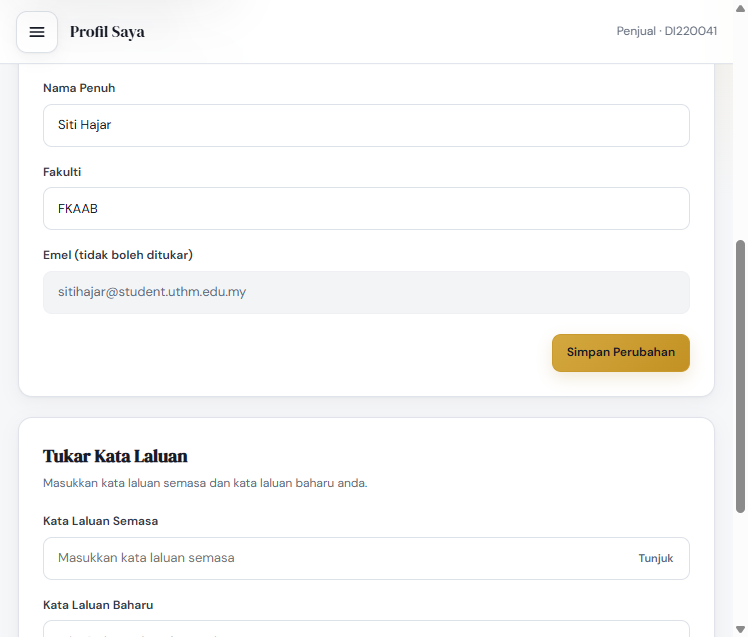 Profil Saya
Penjual · DI220041
Nama Penuh
Siti Hajar
Fakulti
FKAAB
Emel (tidak boleh ditukar)
sitihajar@student.uthm.edu.my
Simpan Perubahan
Tukar Kata Laluan
Masukkan kata laluan semasa dan kata laluan baharu anda.
Kata Laluan Semasa
Masukkan kata laluan semasa
Tunjuk
Kata Laluan Baharu